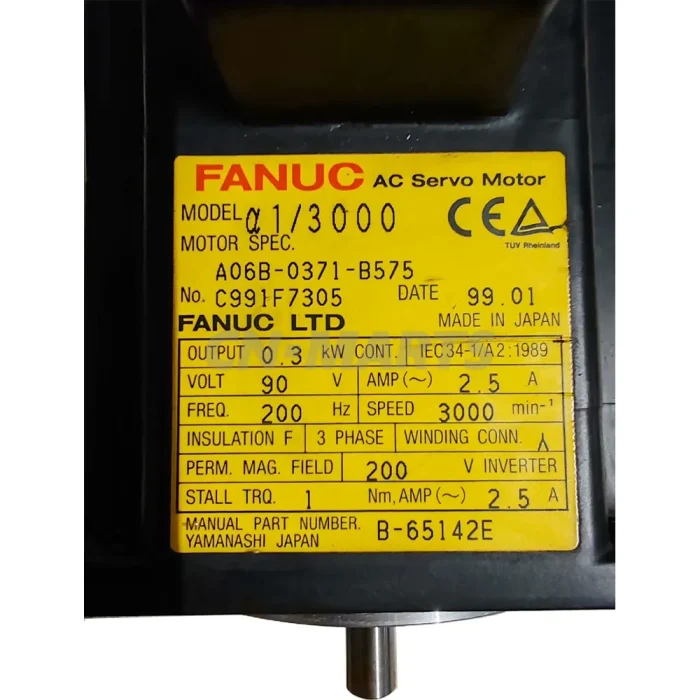 FANUC AC Servo Motor
MODEL α1/3000
CE TUV Rheinland
MOTOR SPEC.
A06B-0371-B575
No. C991F7305 DATE 99.01
FANUC LTD MADE IN JAPAN
CN-MARTS
OUTPUT 0.3 kW CONT. IEC34-1/A2:1989
VOLT 90 V AMP(~) 2.5 A
FREQ. 200 Hz SPEED 3000 min⁻¹
INSULATION F 3 PHASE WINDING CONN. Y
PERM. MAG. FIELD 200 V INVERTER
STALL TRQ. 1 Nm, AMP(~) 2.5 A
MANUAL PART NUMBER. B-65142E
YAMANASHI JAPAN